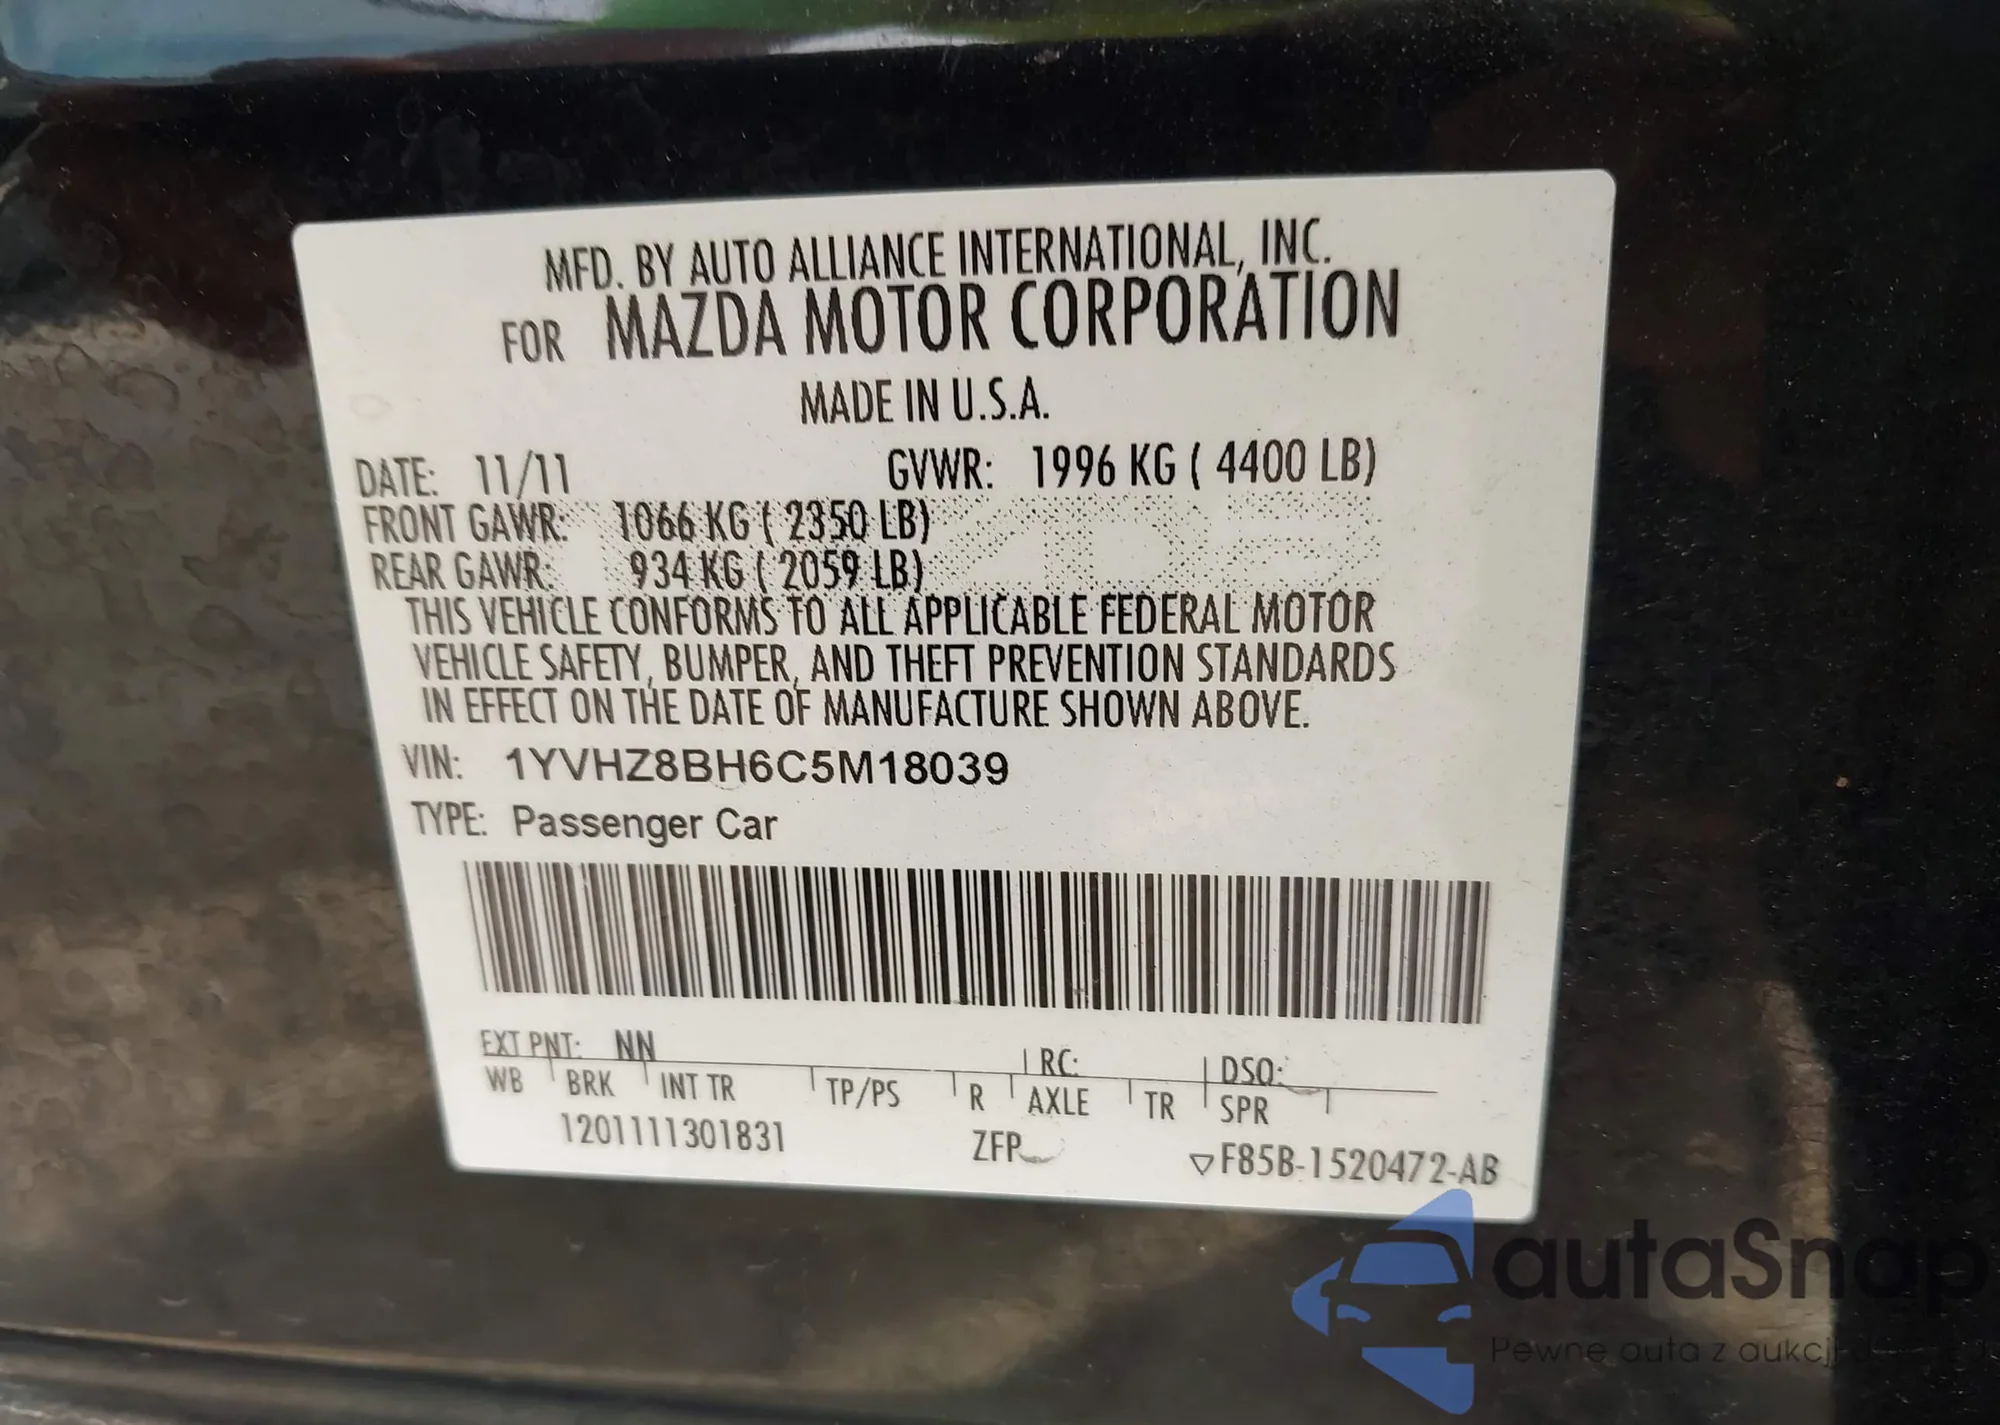 MFD. BY AUTO ALLIANCE INTERNATIONAL, INC.
FOR MAZDA MOTOR CORPORATION
MADE IN U.S.A.
DATE: 11/11 GVWR: 1996 KG ( 4400 LB)
FRONT GAWR: 1066 KG ( 2350 LB)
REAR GAWR: 934 KG ( 2059 LB)
THIS VEHICLE CONFORMS TO ALL APPLICABLE FEDERAL MOTOR
VEHICLE SAFETY, BUMPER, AND THEFT PREVENTION STANDARDS
IN EFFECT ON THE DATE OF MANUFACTURE SHOWN ABOVE.
VIN: 1YVHZ8BH6C5M18039
TYPE: Passenger Car
EXT PNT: NN RC: DSO:
WB BRK INT TR TP/PS R AXLE TR SPR
1201111301831 ZFP ▽F85B-1520472-AB
autaSnap
Pewne auta z aukcji